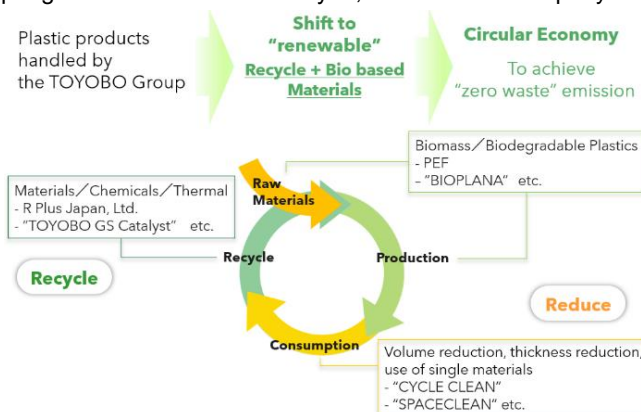 Plastic products
handled by
the TOYOBO Group
Shift to
"renewable"
Recycle + Bio based
Materials
Circular Economy
To achieve
"zero waste" emission
Biomass／Biodegradable Plastics
- PEF
- "BIOPLANA" etc.
Materials／Chemicals／Thermal
- R Plus Japan, Ltd.
- "TOYOBO GS Catalyst" etc.
Raw
Materials
Recycle
Production
Recycle
Reduce
Consumption
Volume reduction, thickness reduction,
use of single materials
- "CYCLE CLEAN"
- "SPACECLEAN" etc.